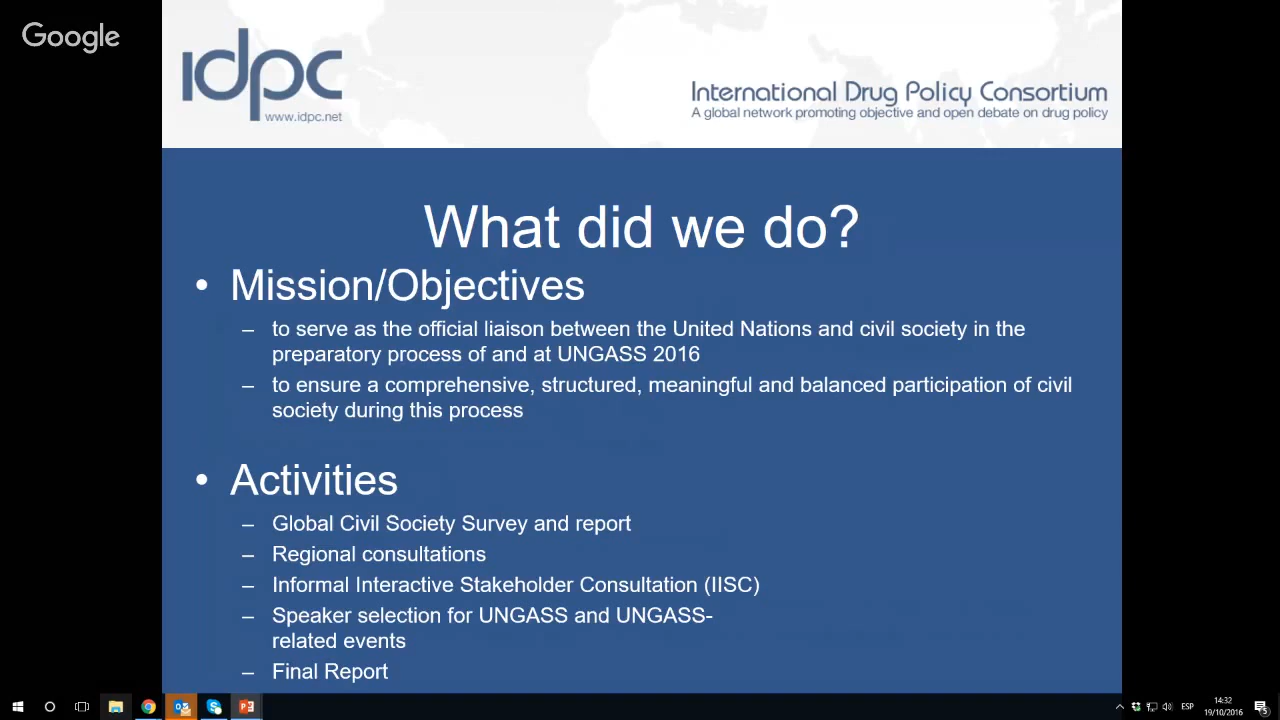 Google
idpc
www.idpc.net
International Drug Policy Consortium
A global network promoting objective and open debate on drug policy
What did we do?
• Mission/Objectives
– to serve as the official liaison between the United Nations and civil society in the
preparatory process of and at UNGASS 2016
– to ensure a comprehensive, structured, meaningful and balanced participation of civil
society during this process
• Activities
– Global Civil Society Survey and report
– Regional consultations
– Informal Interactive Stakeholder Consultation (IISC)
– Speaker selection for UNGASS and UNGASS-
related events
– Final Report
ESP
14:32
19/10/2016
5